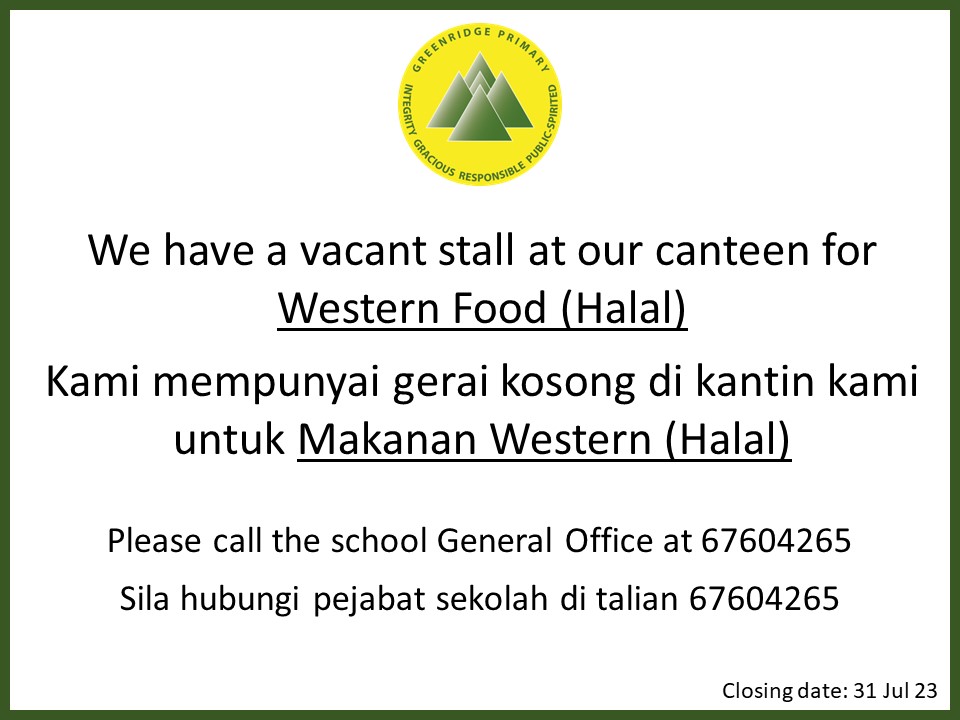 GREENRIDGE PRIMARY
INTEGRITY GRACIOUS RESPONSIBLE PUBLIC-SPIRITED
We have a vacant stall at our canteen for
Western Food (Halal)
Kami mempunyai gerai kosong di kantin kami
untuk Makanan Western (Halal)
Please call the school General Office at 67604265
Sila hubungi pejabat sekolah di talian 67604265
Closing date: 31 Jul 23